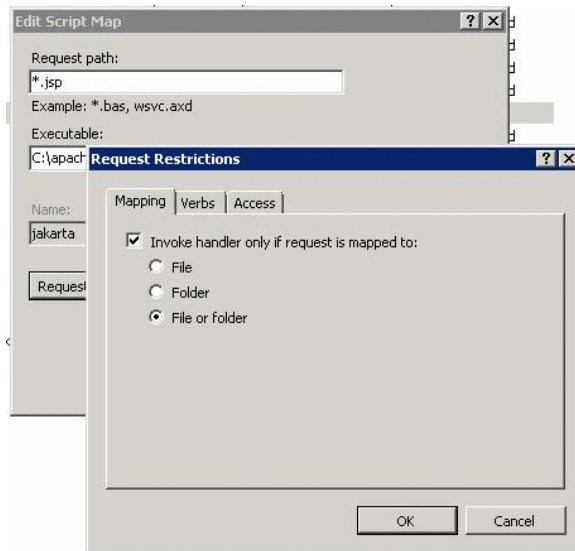 Edit Script Map
Request path:
*.jsp
Example: *.bas, wsvc.axd
Executable:
C:\apach
Name:
jakarta
Request
Request Restrictions
Mapping Verbs Access
Invoke handler only if request is mapped to:
File
Folder
File or folder
OK Cancel